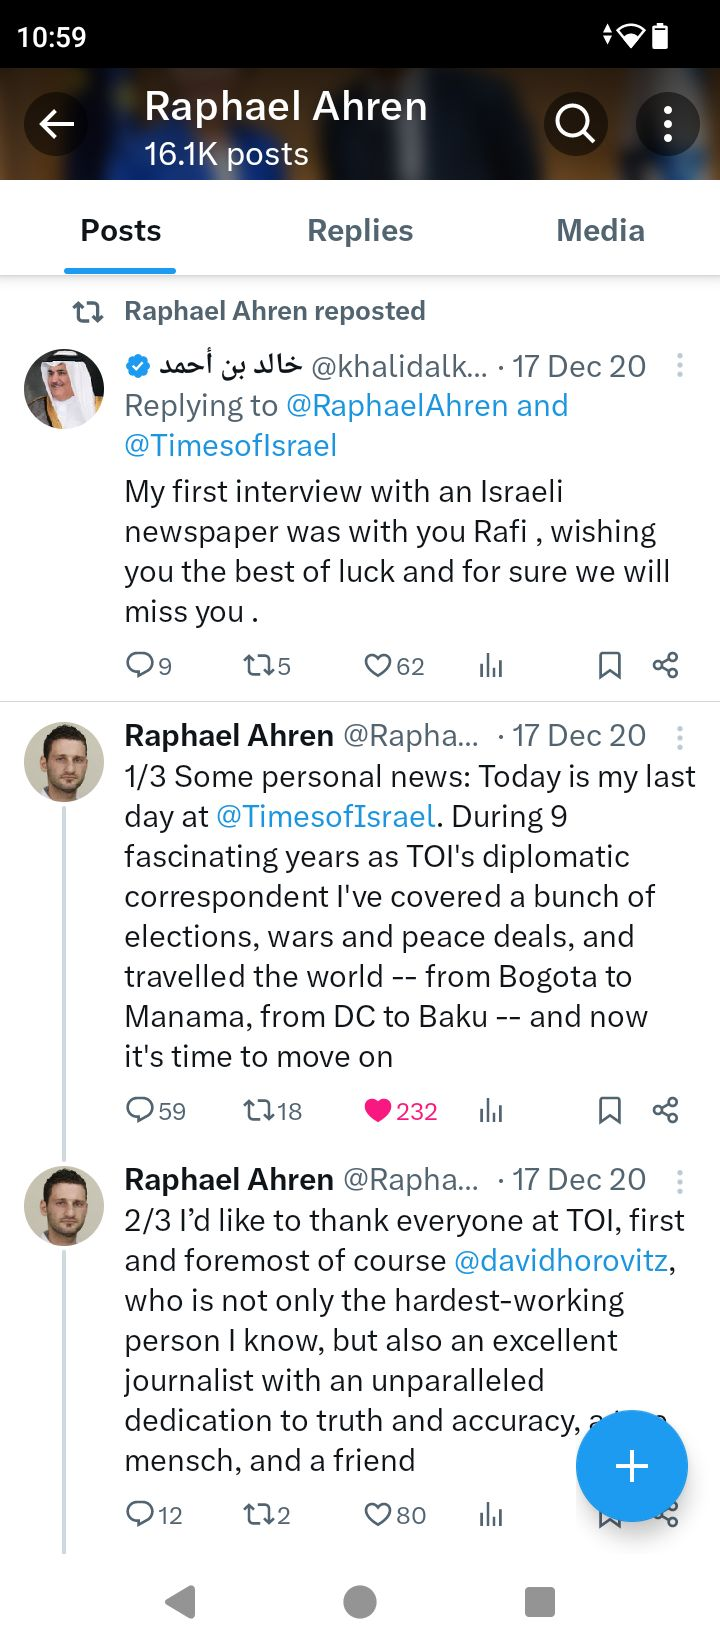 10:59
Raphael Ahren
16.1K posts
Posts
Replies
Media
Raphael Ahren reposted
خالد بن أحمد @khalidalk... · 17 Dec 20
Replying to @RaphaelAhren and
@TimesofIsrael
My first interview with an Israeli
newspaper was with you Rafi , wishing
you the best of luck and for sure we will
miss you .
9 5 62
Raphael Ahren @Rapha... · 17 Dec 20
1/3 Some personal news: Today is my last
day at @TimesofIsrael. During 9
fascinating years as TOI's diplomatic
correspondent I've covered a bunch of
elections, wars and peace deals, and
travelled the world -- from Bogota to
Manama, from DC to Baku -- and now
it's time to move on
59 18 232
Raphael Ahren @Rapha... · 17 Dec 20
2/3 I’d like to thank everyone at TOI, first
and foremost of course @davidhorovitz,
who is not only the hardest-working
person I know, but also an excellent
journalist with an unparalleled
dedication to truth and accuracy, a
mensch, and a friend
12 2 80